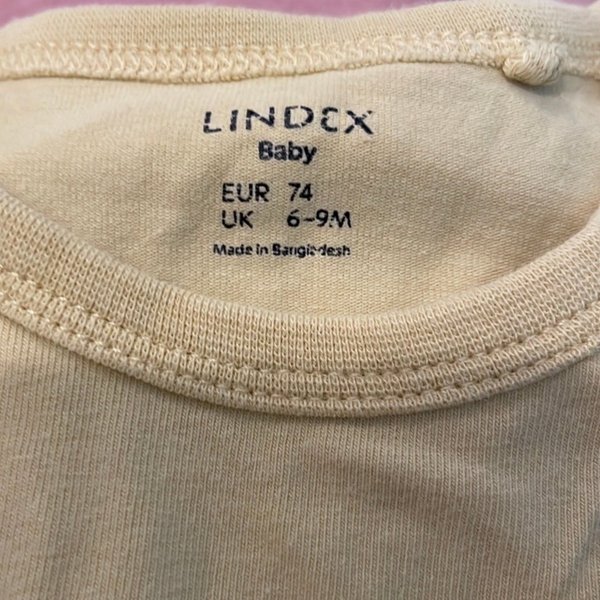 LINDEX
Baby
EUR 74
UK 6-9M
Made in Bangladesh